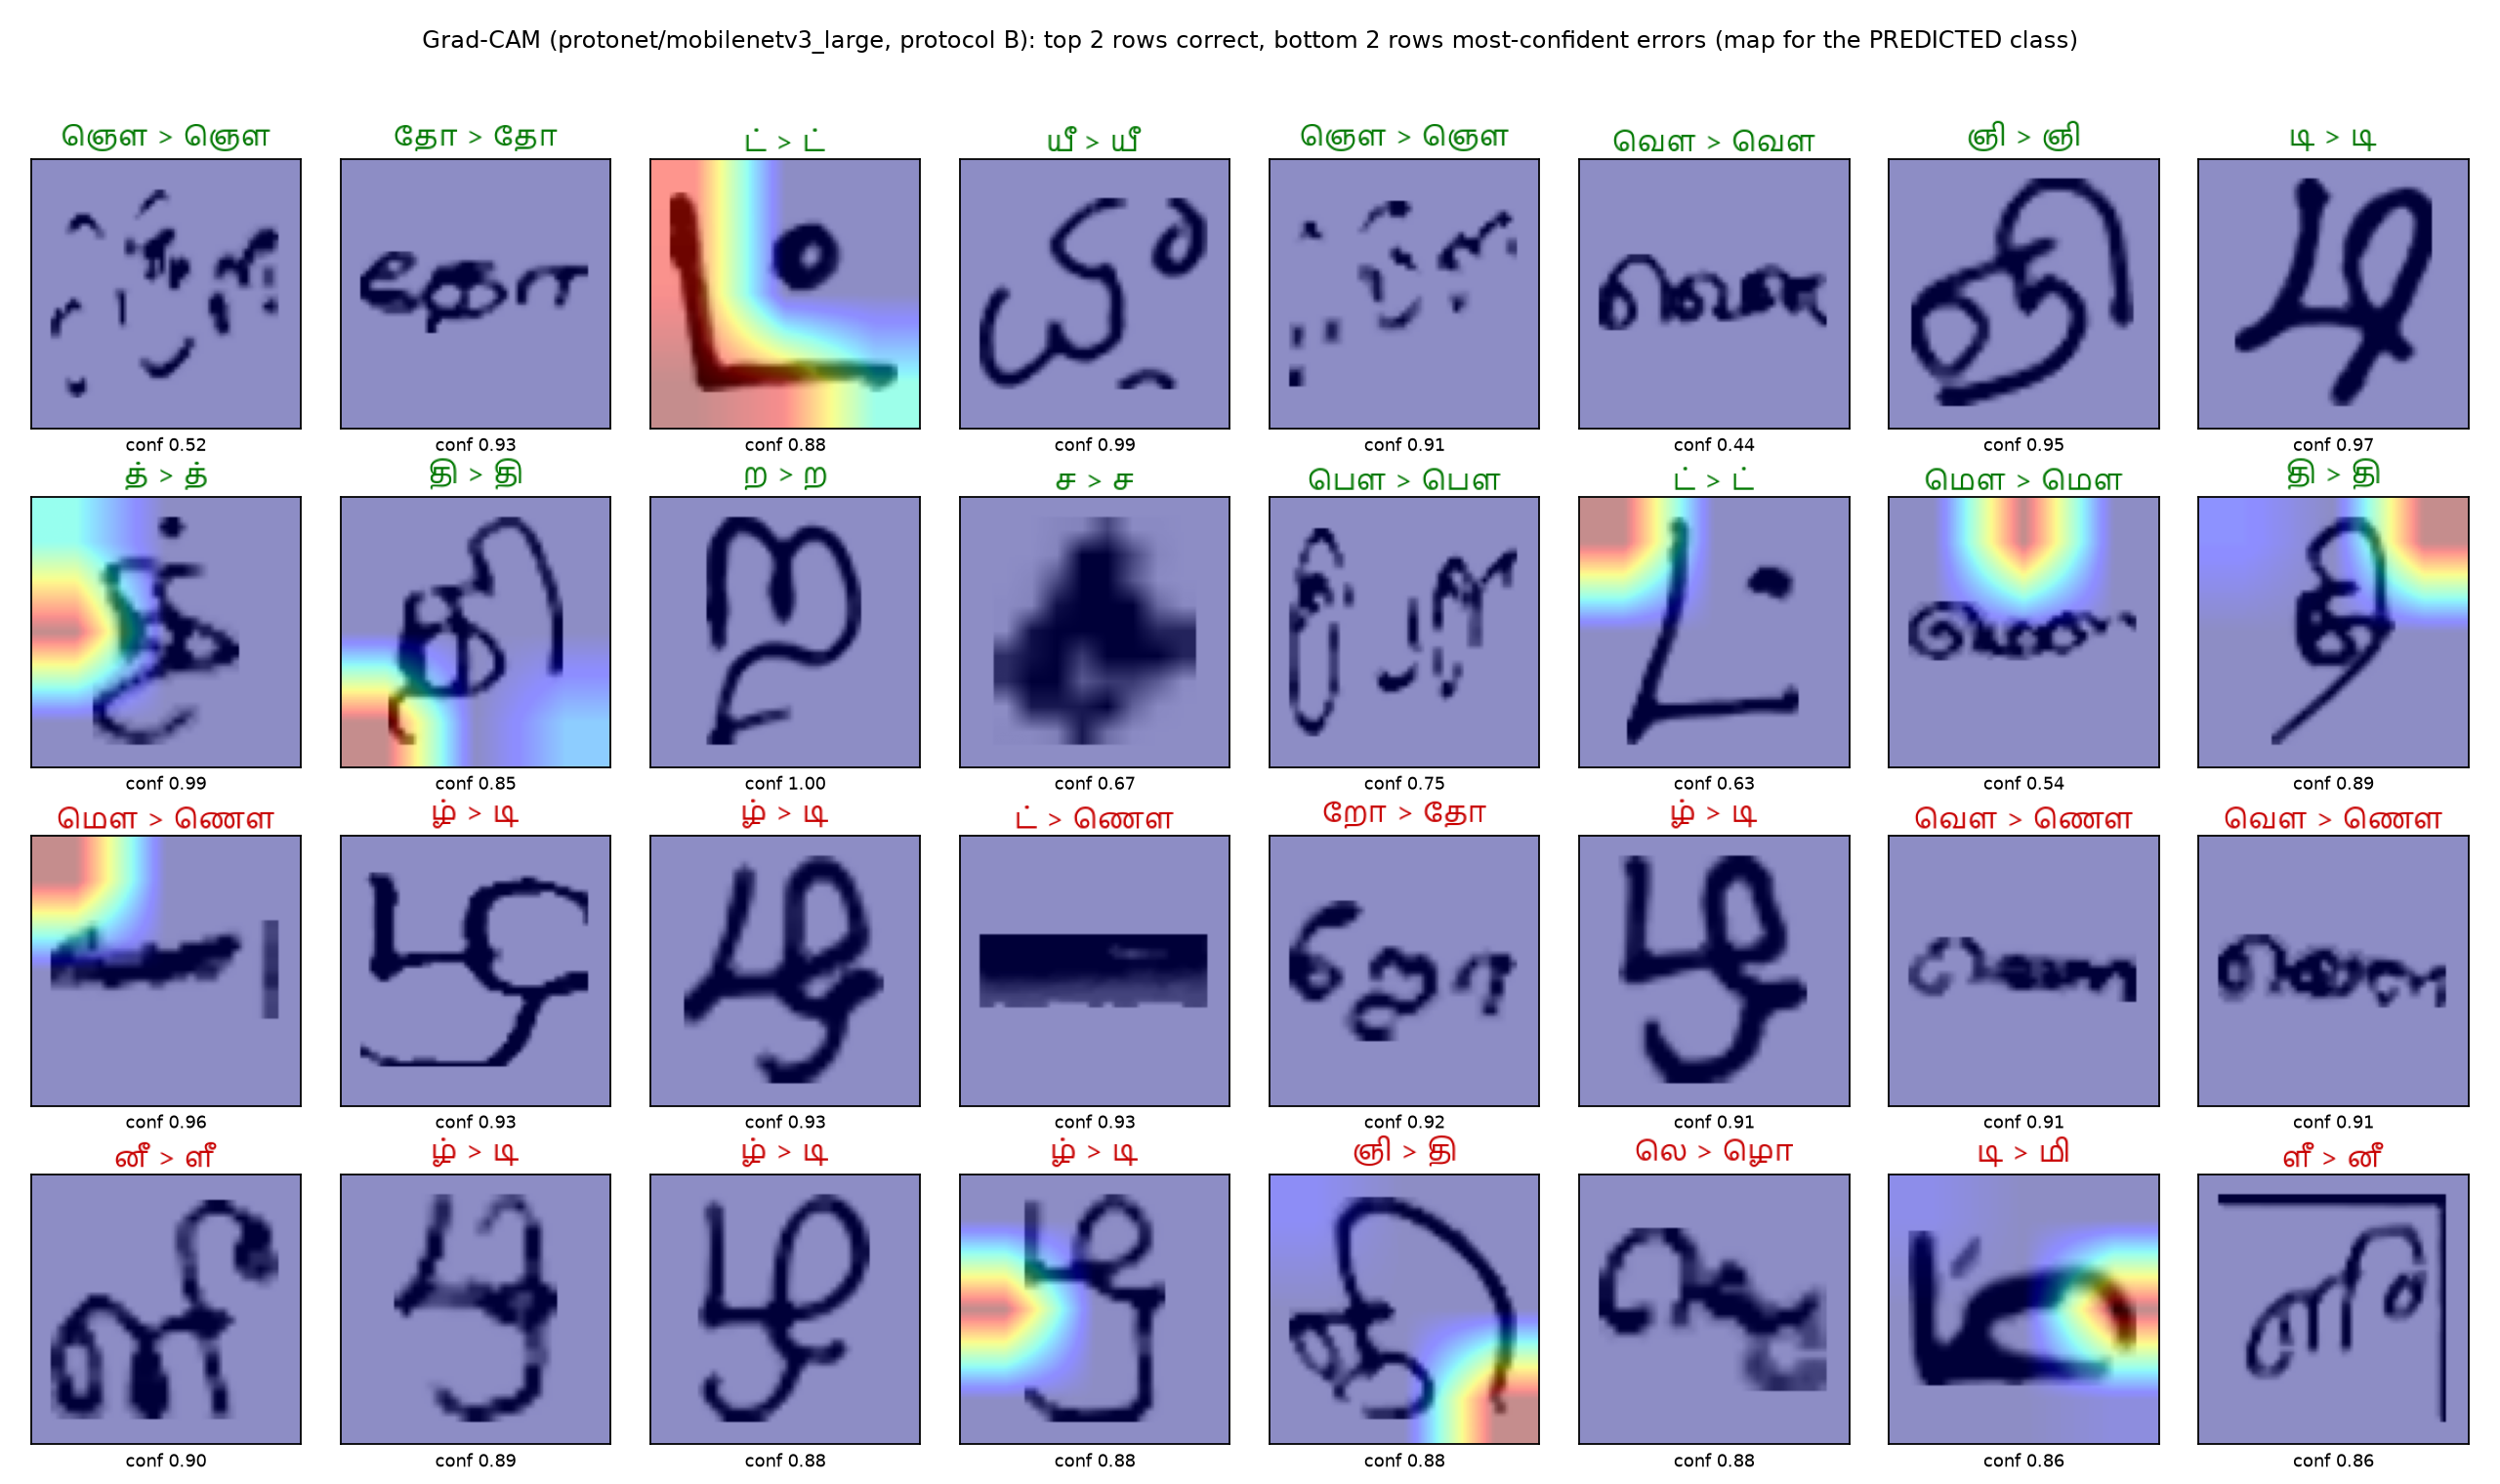 Grad-CAM (protonet/mobilenetv3_large, protocol B): top 2 rows correct, bottom 2 rows most-confident errors (map for the PREDICTED class)
ஞௌ > ஞௌ தோ > தோ ட் > ட் யீ > யீ ஞௌ > ஞௌ வௌ > வௌ ஞி > ஞி டி > டி
conf 0.52 conf 0.93 conf 0.88 conf 0.99 conf 0.91 conf 0.44 conf 0.95 conf 0.97
த் > த் தி > தி ற > ற ச > ச பௌ > பௌ ட் > ட் மௌ > மௌ தி > தி
conf 0.99 conf 0.85 conf 1.00 conf 0.67 conf 0.75 conf 0.63 conf 0.54 conf 0.89
மௌ > ணௌ ழ் > டி ழ் > டி ட் > ணௌ றோ > தோ ழ் > டி வௌ > ணௌ வௌ > ணௌ
conf 0.96 conf 0.93 conf 0.93 conf 0.93 conf 0.92 conf 0.91 conf 0.91 conf 0.91
னீ > ளீ ழ் > டி ழ் > டி ழ் > டி ஞி > தி லெ > ழொ டி > மி ளீ > னீ
conf 0.90 conf 0.89 conf 0.88 conf 0.88 conf 0.88 conf 0.88 conf 0.86 conf 0.86